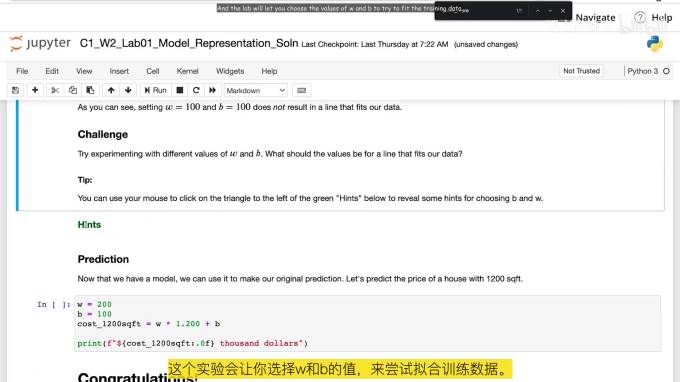 And the lab will let you choose the values of w and b to try to fit the training data.
Navigate Help
jupyter C1_W2_Lab01_Model_Representation_Soln Last Checkpoint: Last Thursday at 7:22 AM (unsaved changes)
File Edit View Insert Cell Kernel Widgets Help Not Trusted Python 3
Run Markdown
As you can see, setting w = 100 and b = 100 does not result in a line that fits our data.
Challenge
Try experimenting with different values of w and b. What should the values be for a line that fits our data?
Tip:
You can use your mouse to click on the triangle to the left of the green "Hints" below to reveal some hints for choosing b and w.
Hints
Prediction
Now that we have a model, we can use it to make our original prediction. Let's predict the price of a house with 1200 sqft.
In [ ]: w = 200
b = 100
cost_1200sqft = w * 1.200 + b
print(f"${cost_1200sqft:.0f} thousand dollars")
Congratulations
这个实验会让你选择w和b的值，来尝试拟合训练数据。